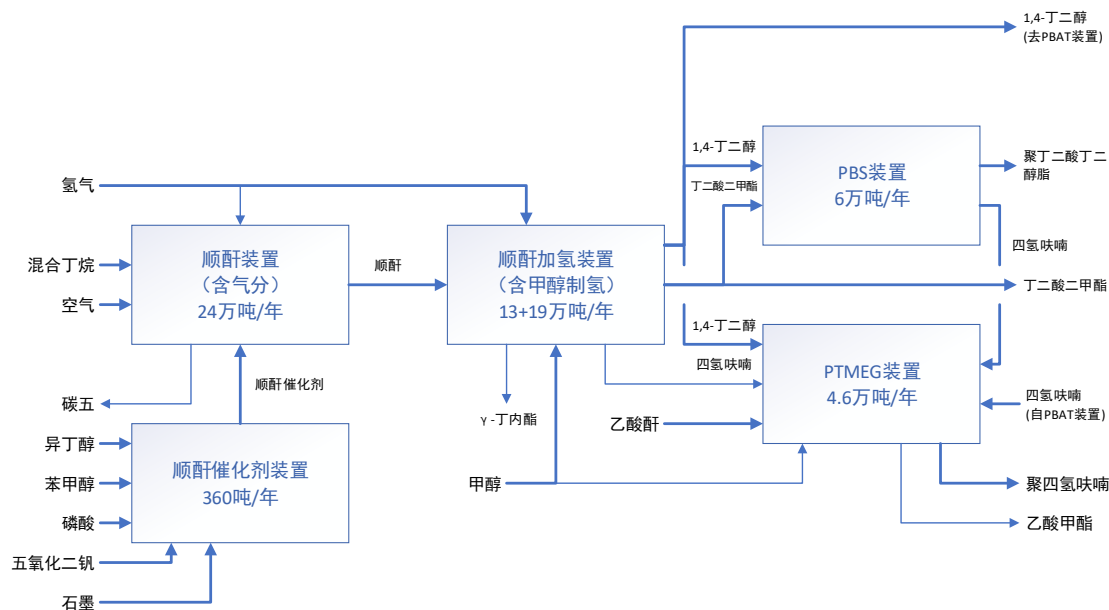 1,4-丁二醇
(去PBAT装置)
1,4-丁二醇
丁二酸二甲酯
PBS装置
6万吨/年
聚丁二酸丁二
醇脂
四氢呋喃
氢气
混合丁烷
空气
顺酐装置
（含气分）
24万吨/年
顺酐
顺酐加氢装置
（含甲醇制氢）
13+19万吨/年
丁二酸二甲酯
1,4-丁二醇
四氢呋喃
PTMEG装置
4.6万吨/年
四氢呋喃
(自PBAT装置)
碳五
顺酐催化剂
γ-丁内酯
乙酸酐
异丁醇
苯甲醇
磷酸
五氧化二钒
石墨
顺酐催化剂装置
360吨/年
甲醇
聚四氢呋喃
乙酸甲酯